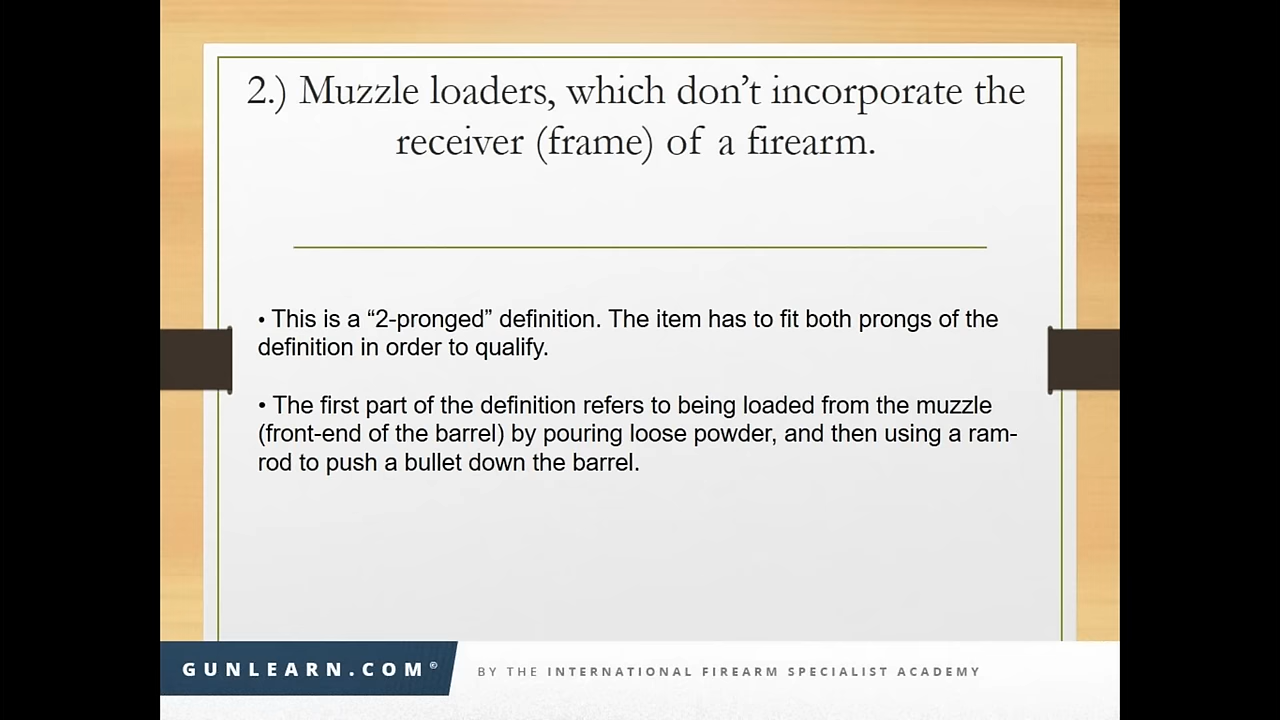 2.) Muzzle loaders, which don’t incorporate the
receiver (frame) of a firearm.
• This is a “2-pronged” definition. The item has to fit both prongs of the
definition in order to qualify.
• The first part of the definition refers to being loaded from the muzzle
(front-end of the barrel) by pouring loose powder, and then using a ram-
rod to push a bullet down the barrel.
GUNLEARN.COM©
BY THE INTERNATIONAL FIREARM SPECIALIST ACADEMY